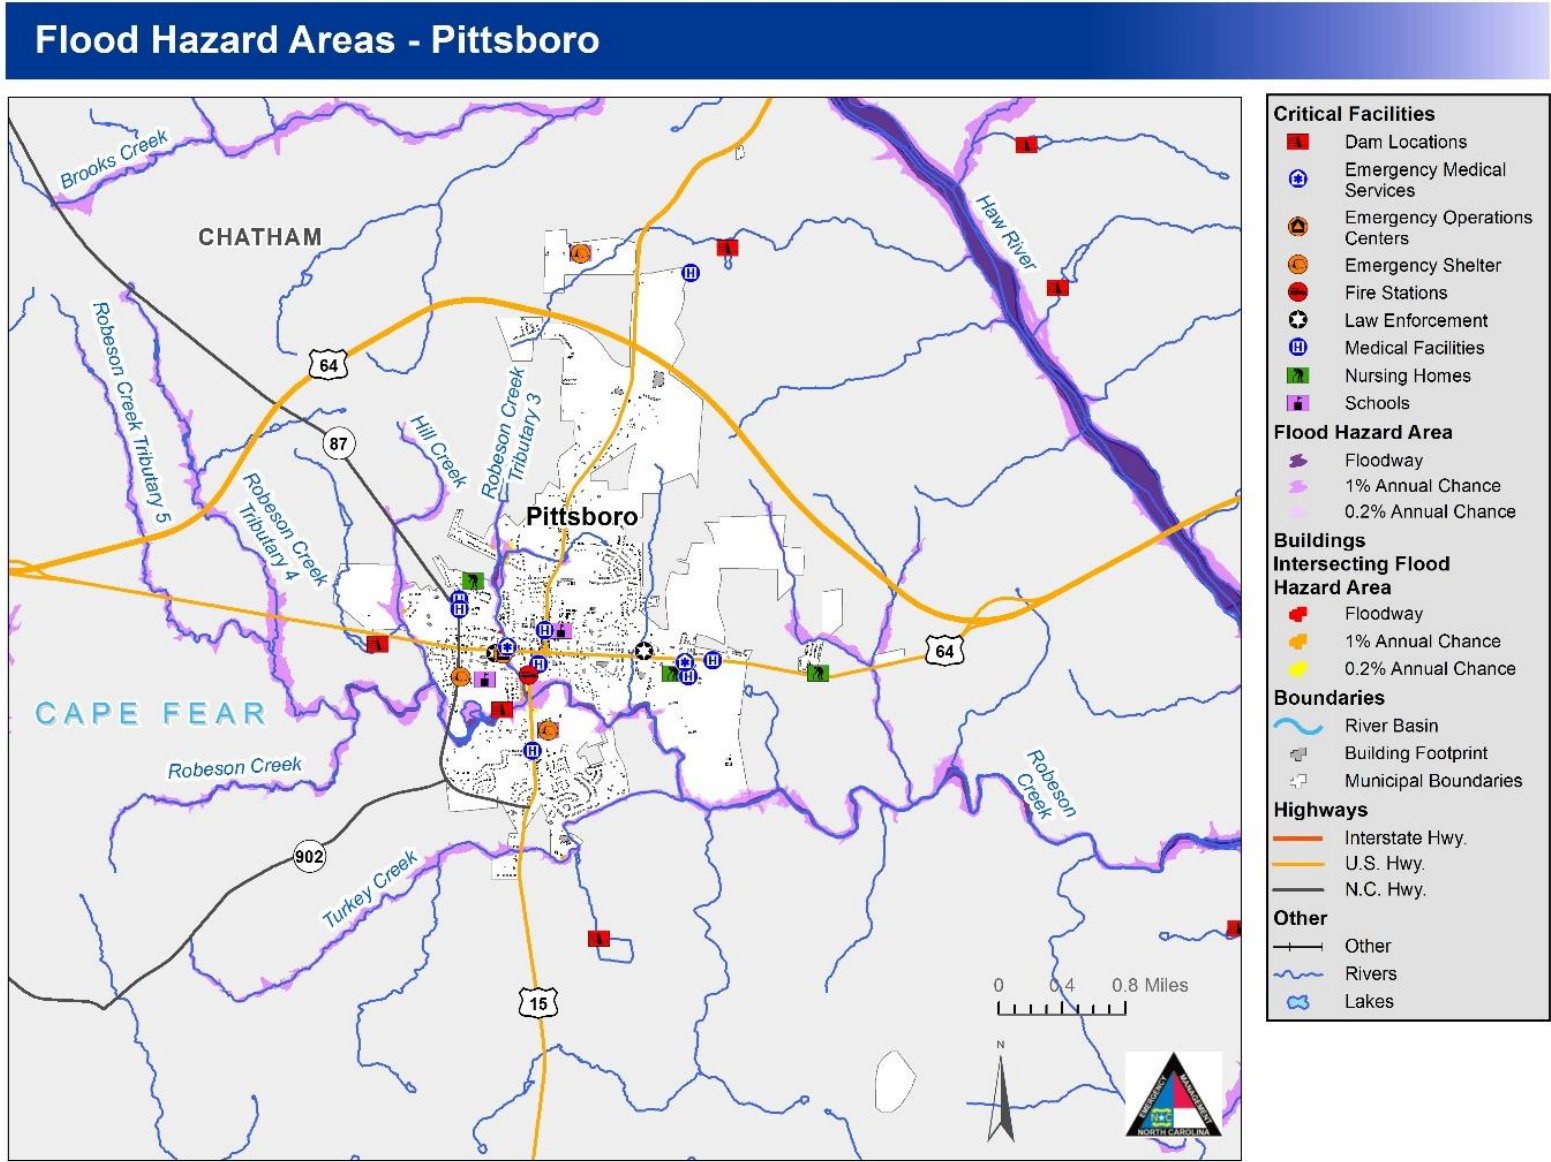 Flood Hazard Areas - Pittsboro
Brooks Creek
CHATHAM
Haw River
64
Robeson Creek Tributary 5
87
Hill Creek
Robeson Creek
Tributary 3
Robeson Creek
Tributary 4
Pittsboro
64
CAPE FEAR
Robeson Creek
Robeson
Creek
902
Turkey Creek
15
0 0.4 0.8 Miles
N
EMERGENCY
MANAGEMENT
NORTH CAROLINA
Critical Facilities
Dam Locations
Emergency Medical
Services
Emergency Operations
Centers
Emergency Shelter
Fire Stations
Law Enforcement
Medical Facilities
Nursing Homes
Schools
Flood Hazard Area
Floodway
1% Annual Chance
0.2% Annual Chance
Buildings
Intersecting Flood
Hazard Area
Floodway
1% Annual Chance
0.2% Annual Chance
Boundaries
River Basin
Building Footprint
Municipal Boundaries
Highways
Interstate Hwy.
U.S. Hwy.
N.C. Hwy.
Other
Other
Rivers
Lakes